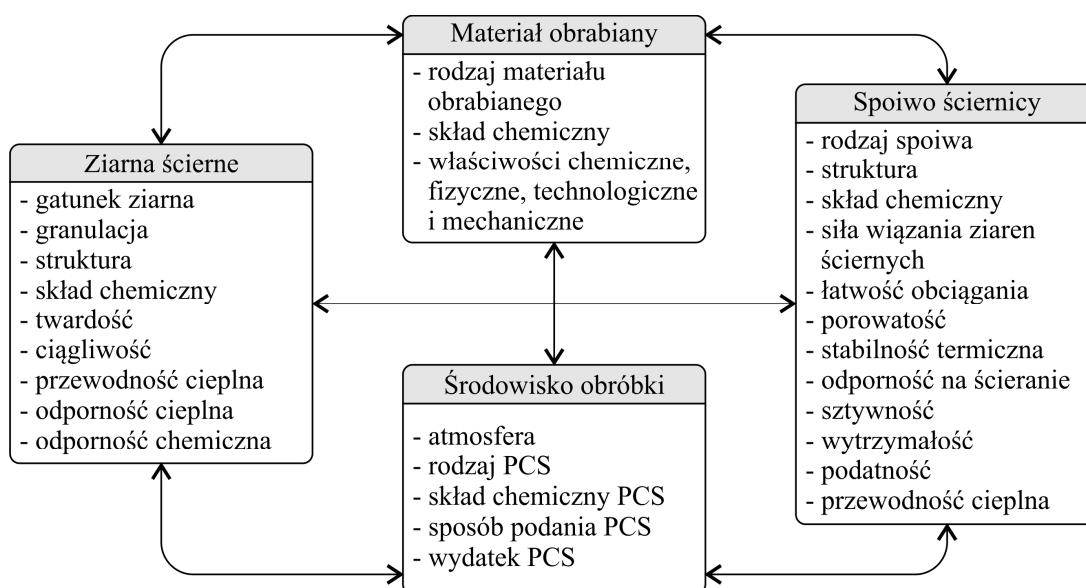 Materiał obrabiany
- rodzaj materiału
obrabianego
- skład chemiczny
- właściwości chemiczne,
fizyczne, technologiczne
i mechaniczne
Ziarna ścierne
- gatunek ziarna
- granulacja
- struktura
- skład chemiczny
- twardość
- ciągliwość
- przewodność cieplna
- odporność cieplna
- odporność chemiczna
Spoiwo ściernicy
- rodzaj spoiwa
- struktura
- skład chemiczny
- siła wiązania ziaren
ściernych
- łatwość obciągania
- porowatość
- stabilność termiczna
- odporność na ścieranie
- sztywność
- wytrzymałość
- podatność
- przewodność cieplna
Środowisko obróbki
- atmosfera
- rodzaj PCS
- skład chemiczny PCS
- sposób podania PCS
- wydatek PCS